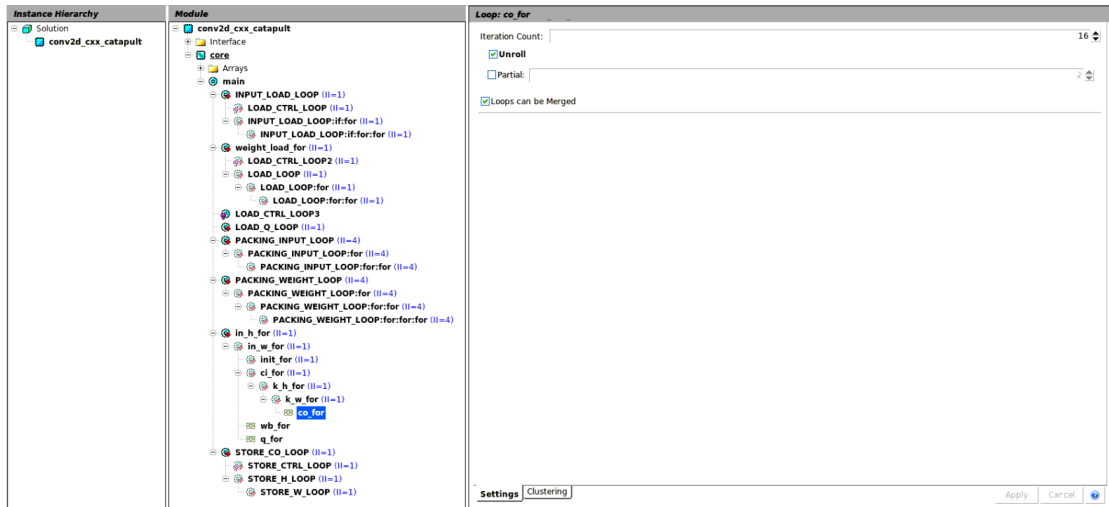 Instance Hierarchy
Solution
conv2d_cxx_catapult
Module
conv2d_cxx_catapult
Interface
core
Arrays
main
INPUT_LOAD_LOOP (II=1)
LOAD_CTRL_LOOP (II=1)
INPUT_LOAD_LOOP:if:for (II=1)
INPUT_LOAD_LOOP:if:for:for (II=1)
weight_load_for (II=1)
LOAD_CTRL_LOOP2 (II=1)
LOAD_LOOP (II=1)
LOAD_LOOP:for (II=1)
LOAD_LOOP:for:for (II=1)
LOAD_CTRL_LOOP3
LOAD_Q_LOOP (II=1)
PACKING_INPUT_LOOP (II=4)
PACKING_INPUT_LOOP:for (II=4)
PACKING_INPUT_LOOP:for:for (II=4)
PACKING_WEIGHT_LOOP (II=4)
PACKING_WEIGHT_LOOP:for (II=4)
PACKING_WEIGHT_LOOP:for:for (II=4)
PACKING_WEIGHT_LOOP:for:for:for (II=4)
in_h_for (II=1)
in_w_for (II=1)
init_for (II=1)
ci_for (II=1)
k_h_for (II=1)
k_w_for (II=1)
co_for
wb_for
q_for
STORE_CO_LOOP (II=1)
STORE_CTRL_LOOP (II=1)
STORE_H_LOOP (II=1)
STORE_W_LOOP (II=1)
Loop: co_for
Iteration Count: 16
Unroll
Partial: 2
Loops can be Merged
Settings Clustering
Apply Cancel